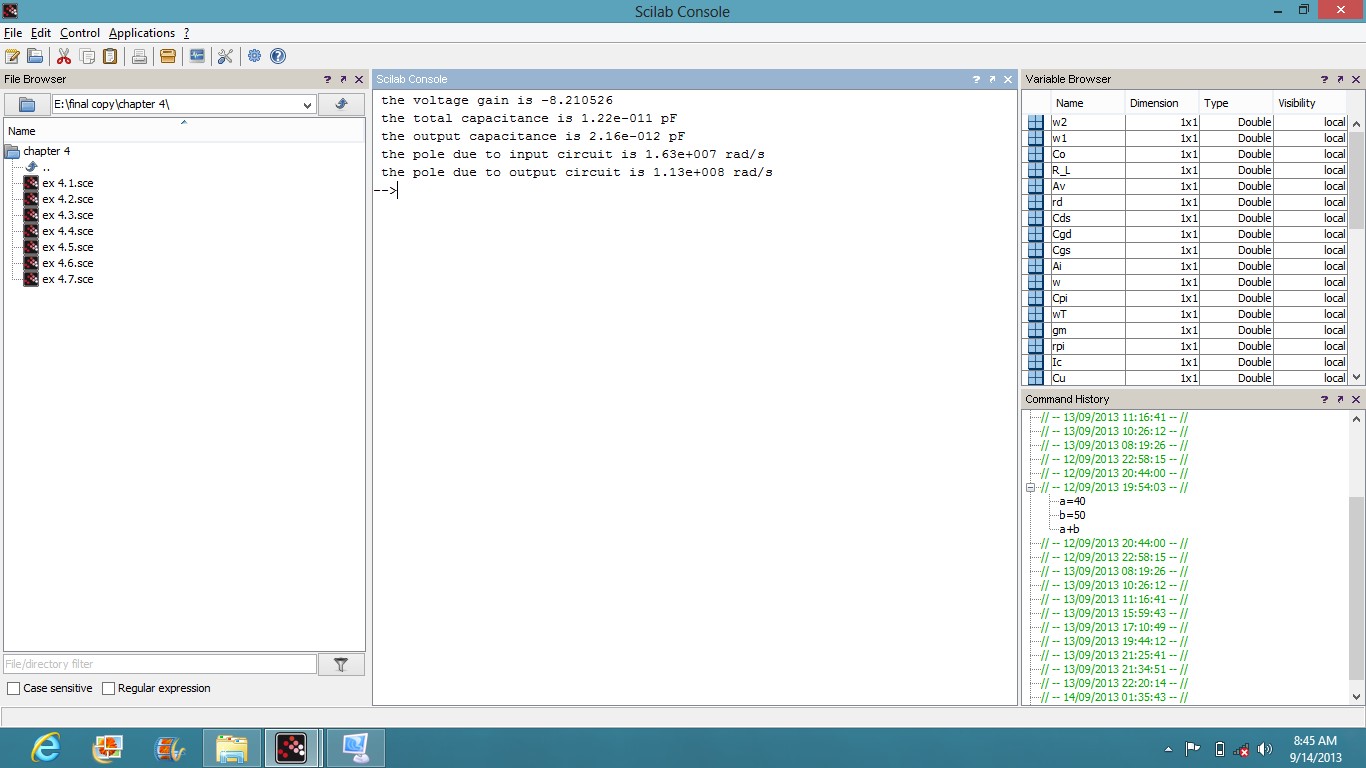 Scilab Console
File Edit Control Applications ?
File Browser ?
E:\final copy\chapter 4\
Name
chapter 4
..
ex 4.1.sce
ex 4.2.sce
ex 4.3.sce
ex 4.4.sce
ex 4.5.sce
ex 4.6.sce
ex 4.7.sce
File/directory filter
Case sensitive Regular expression
Scilab Console ?
the voltage gain is -8.210526
the total capacitance is 1.22e-011 pF
the output capacitance is 2.16e-012 pF
the pole due to input circuit is 1.63e+007 rad/s
the pole due to output circuit is 1.13e+008 rad/s
-->
Variable Browser ?
Name Dimension Type Visibility
w2 1x1 Double local
w1 1x1 Double local
Co 1x1 Double local
R_L 1x1 Double local
Av 1x1 Double local
rd 1x1 Double local
Cds 1x1 Double local
Cgd 1x1 Double local
Cgs 1x1 Double local
Ai 1x1 Double local
w 1x1 Double local
Cpi 1x1 Double local
wT 1x1 Double local
gm 1x1 Double local
rpi 1x1 Double local
Ic 1x1 Double local
Cu 1x1 Double local
Command History ?
// -- 13/09/2013 11:16:41 -- //
// -- 13/09/2013 10:26:12 -- //
// -- 13/09/2013 08:19:26 -- //
// -- 12/09/2013 22:58:15 -- //
// -- 12/09/2013 20:44:00 -- //
// -- 12/09/2013 19:54:03 -- //
a=40
b=50
a+b
// -- 12/09/2013 20:44:00 -- //
// -- 12/09/2013 22:58:15 -- //
// -- 13/09/2013 08:19:26 -- //
// -- 13/09/2013 10:26:12 -- //
// -- 13/09/2013 11:16:41 -- //
// -- 13/09/2013 15:59:43 -- //
// -- 13/09/2013 17:10:49 -- //
// -- 13/09/2013 19:44:12 -- //
// -- 13/09/2013 21:25:41 -- //
// -- 13/09/2013 21:34:51 -- //
// -- 13/09/2013 22:20:14 -- //
// -- 14/09/2013 01:35:43 -- //
8:45 AM
9/14/2013